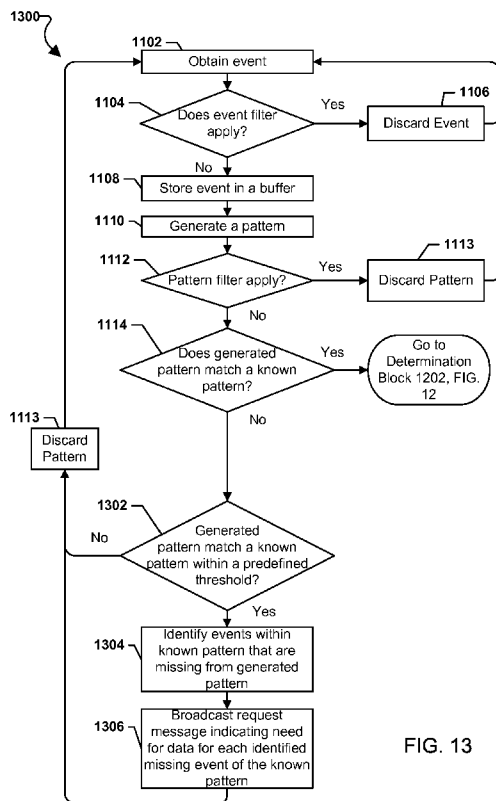 1300
1102
Obtain event
1104
Does event filter
apply?
Yes
1106
Discard Event
No
1108
Store event in a buffer
1110
Generate a pattern
1112
Pattern filter apply?
Yes
1113
Discard Pattern
No
1114
Does generated
pattern match a known
pattern?
Yes
Go to
Determination
Block 1202, FIG.
12
No
1113
Discard
Pattern
1302
Generated
pattern match a known
pattern within a predefined
threshold?
No
Yes
1304
Identify events within
known pattern that are
missing from generated
pattern
1306
Broadcast request
message indicating need
for data for each identified
missing event of the known
pattern
FIG. 13